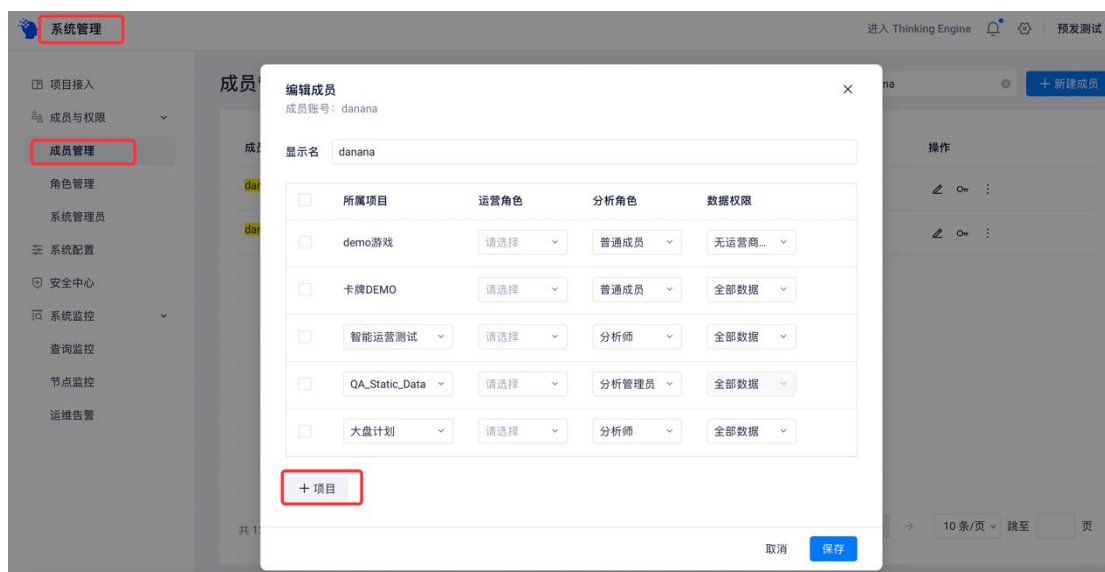 系统管理
进入 Thinking Engine
预发测试
项目接入
成员与权限
成员管理
角色管理
系统管理员
系统配置
安全中心
系统监控
查询监控
节点监控
运维告警
成员
na
+ 新建成员
操作
dan
dan
编辑成员
成员账号：danana
显示名 danana
所属项目 运营角色 分析角色 数据权限
demo游戏 请选择 普通成员 无运营商...
卡牌DEMO 请选择 普通成员 全部数据
智能运营测试 请选择 分析师 全部数据
QA_Static_Data 请选择 分析管理员 全部数据
大盘计划 请选择 分析师 全部数据
+ 项目
取消 保存
共 1
10 条/页 跳至 页